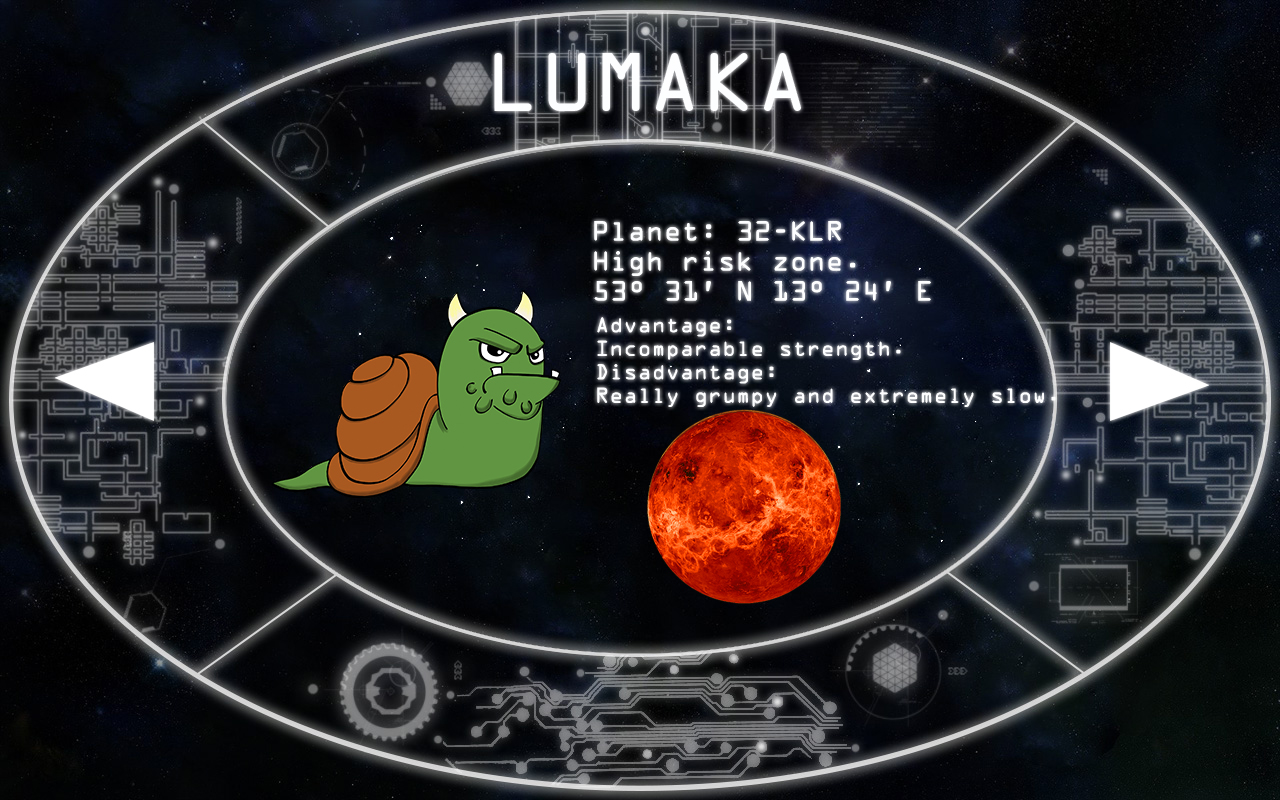 LUMAKA
Planet: 32-KLR
High risk zone.
53º 31' N 13º 24' E
Advantage:
Incomparable strength.
Disadvantage:
Really grumpy and extremely slow.